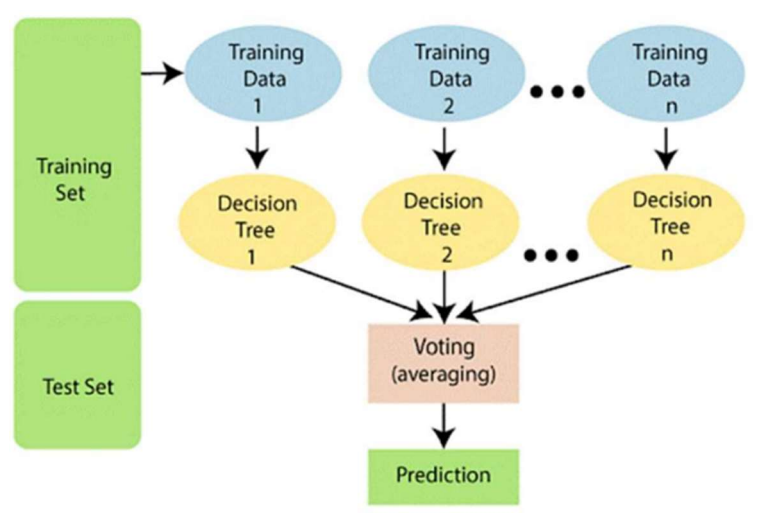 Training
Set
Test Set
Training
Data
1
Training
Data
2
Training
Data
n
Decision
Tree
1
Decision
Tree
2
Decision
Tree
n
Voting
(averaging)
Prediction